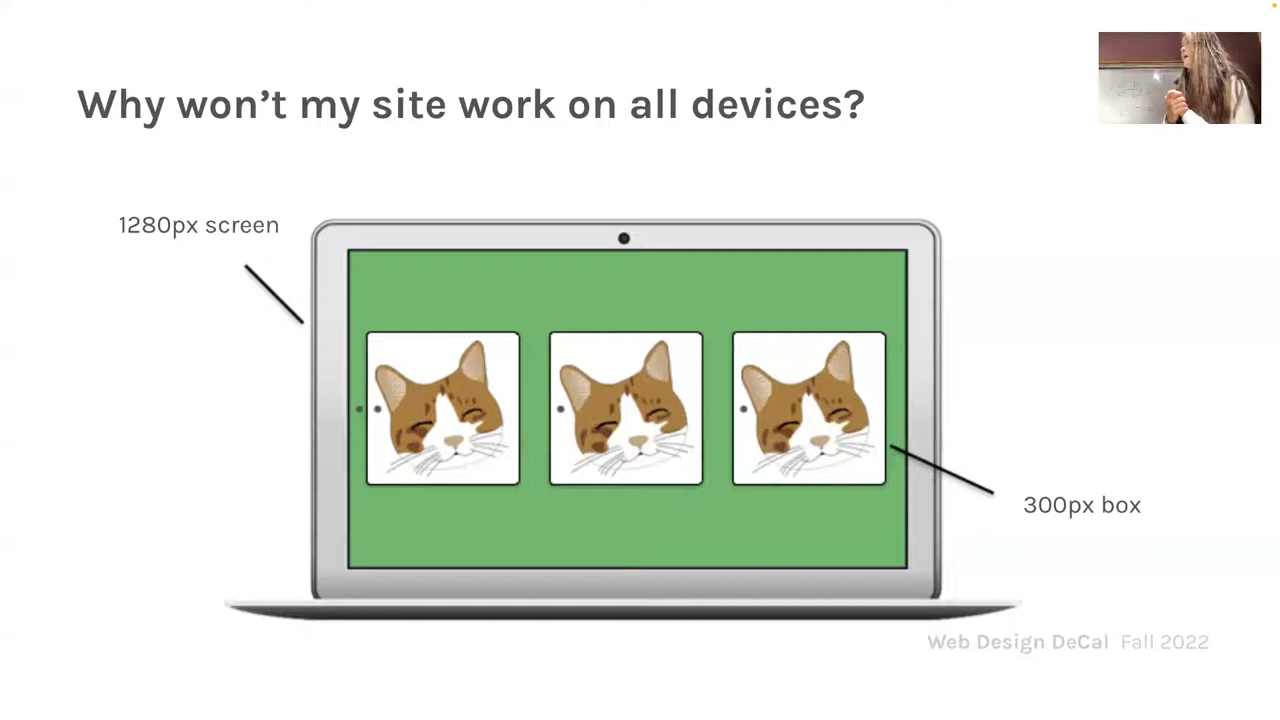 Why won't my site work on all devices?
1280px screen
300px box
Web Design DeCal Fall 2022